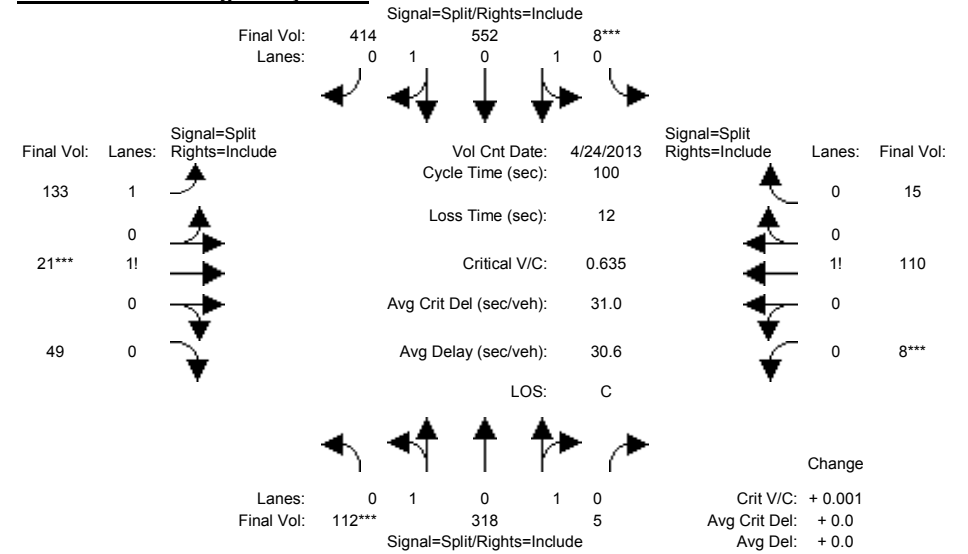 Signal=Split/Rights=Include
Final Vol: 414 552 8***
Lanes: 0 1 0 1 0
Signal=Split
Final Vol: Lanes: Rights=Include
Vol Cnt Date: 4/24/2013
Signal=Split
Rights=Include Lanes: Final Vol:
Cycle Time (sec): 100
133 1
0 15
Loss Time (sec): 12
0
0
21*** 1!
Critical V/C: 0.635
1! 110
0
Avg Crit Del (sec/veh): 31.0
0
49 0
Avg Delay (sec/veh): 30.6
0 8***
LOS: C
Change
Lanes: 0 1 0 1 0
Crit V/C: + 0.001
Final Vol: 112*** 318 5
Avg Crit Del: + 0.0
Signal=Split/Rights=Include
Avg Del: + 0.0